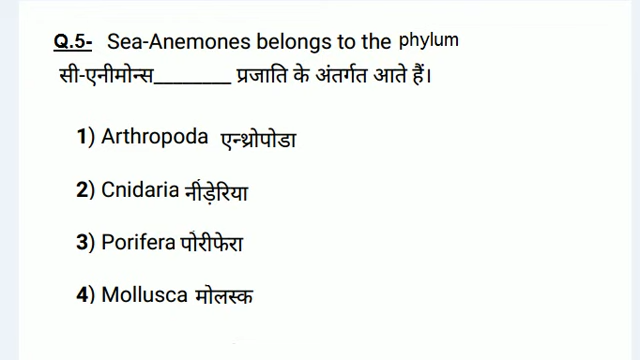 Q.5- Sea-Anemones belongs to the phylum
सी-एनीमोन्स________ प्रजाति के अंतर्गत आते हैं।
1) Arthropoda एन्थ्रोपोडा
2) Cnidaria नींड़ेरिया
3) Porifera पोरीफेरा
4) Mollusca मोलस्क